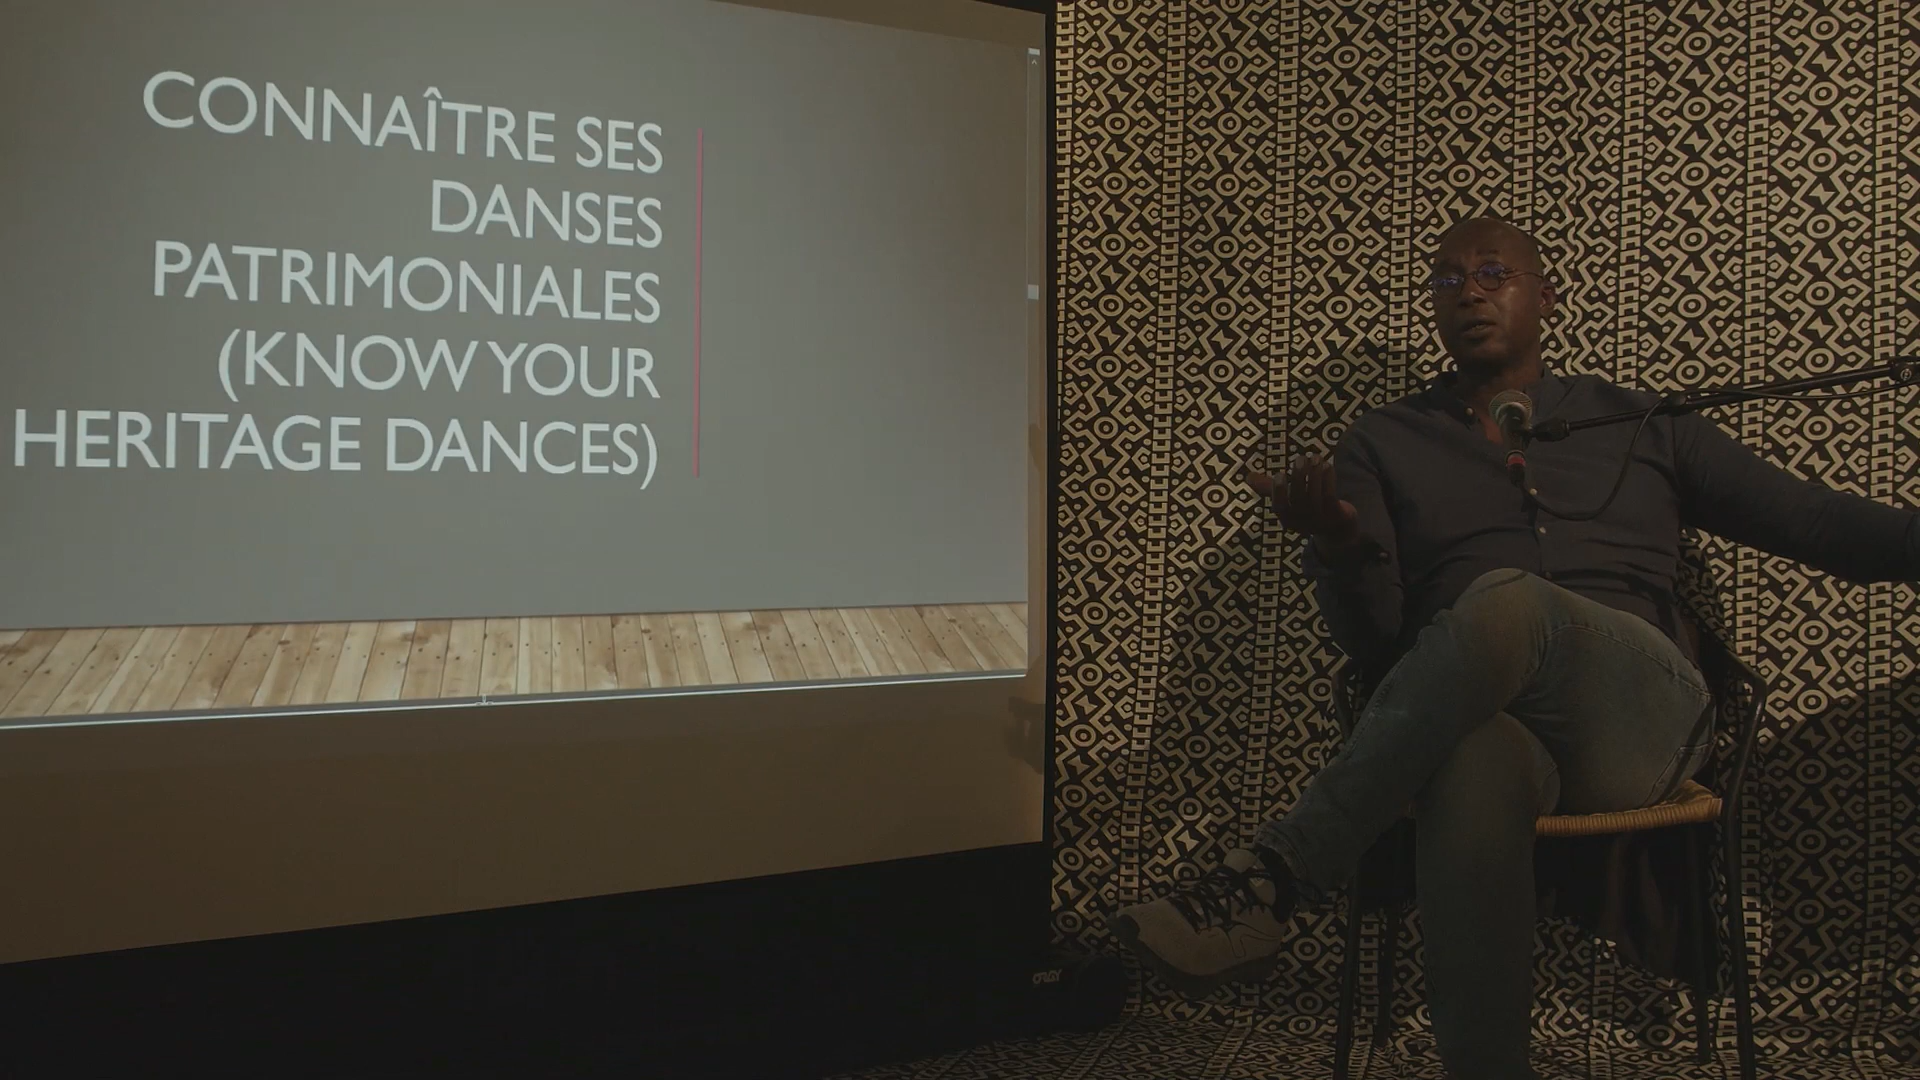 CONNAÎTRE SES
DANSES
PATRIMONIALES
(KNOW YOUR
HERITAGE DANCES)